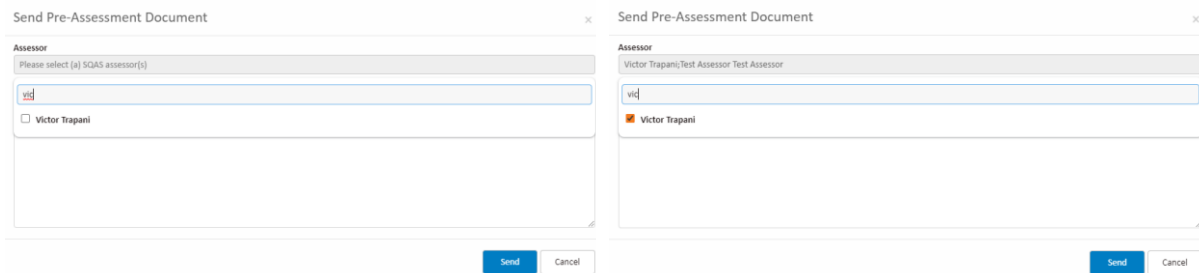 Send Pre-Assessment Document
×
Assessor
Please select (a) SQAS assessor(s)
vic
Victor Trapani
Send
Cancel
Send Pre-Assessment Document
×
Assessor
Victor Trapani;Test Assessor Test Assessor
vic
Victor Trapani
Send
Cancel